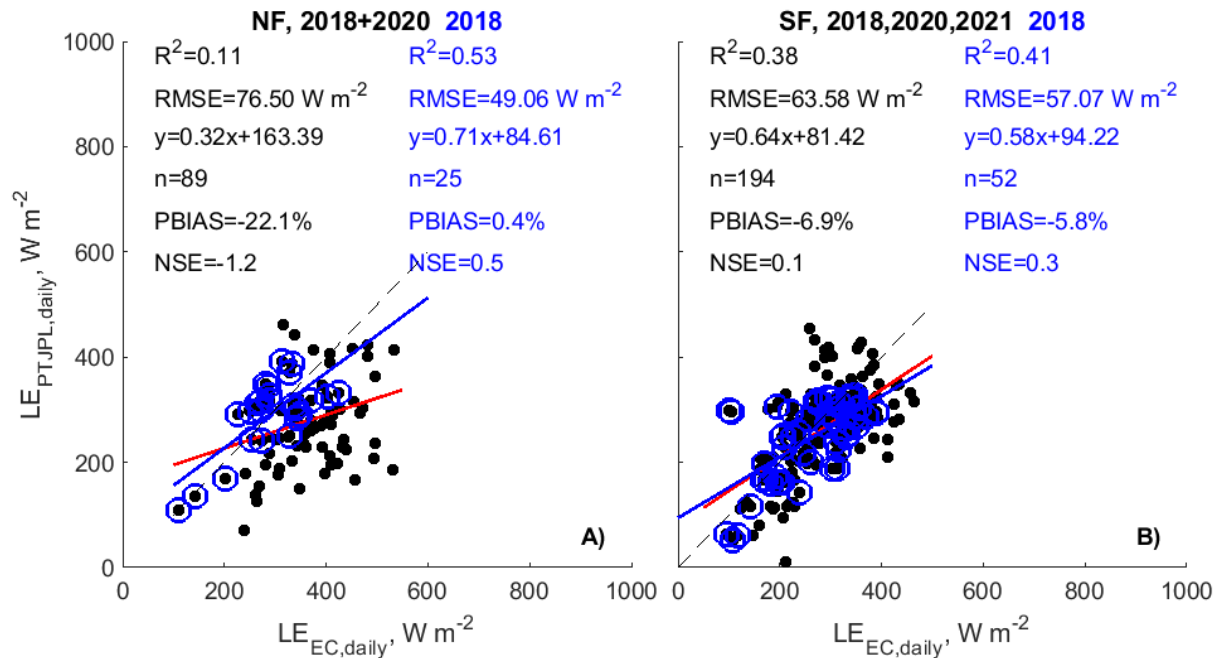 NF, 2018+2020 2018
R²=0.11
RMSE=76.50 W m⁻²
y=0.32x+163.39
n=89
PBIAS=-22.1%
NSE=-1.2
R²=0.53
RMSE=49.06 W m⁻²
y=0.71x+84.61
n=25
PBIAS=0.4%
NSE=0.5
A)
1000
800
600
400
200
0
LE_PTJPL,daily, W m⁻²
0 200 400 600 800 1000
LE_EC,daily, W m⁻²
SF, 2018,2020,2021 2018
R²=0.38
RMSE=63.58 W m⁻²
y=0.64x+81.42
n=194
PBIAS=-6.9%
NSE=0.1
R²=0.41
RMSE=57.07 W m⁻²
y=0.58x+94.22
n=52
PBIAS=-5.8%
NSE=0.3
B)
0 200 400 600 800 1000
LE_EC,daily, W m⁻²